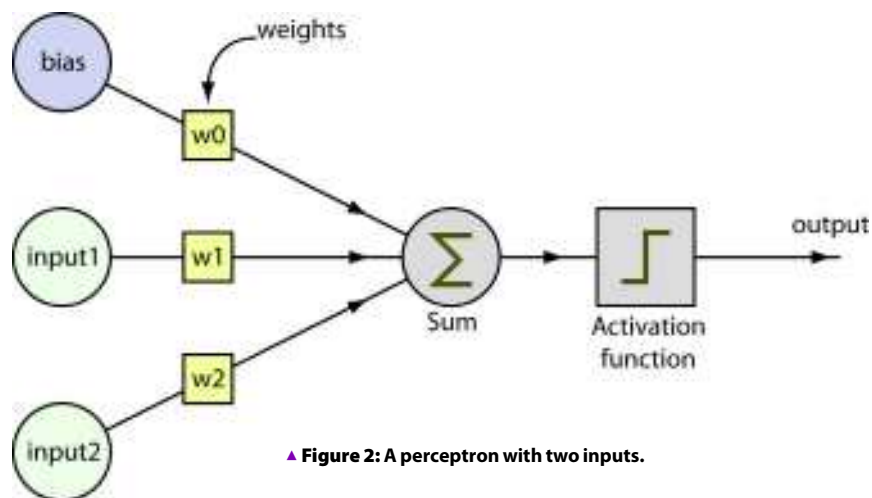 weights
bias
w0
input1
w1
Σ
Sum
Activation
function
output
w2
input2
▲ Figure 2: A perceptron with two inputs.